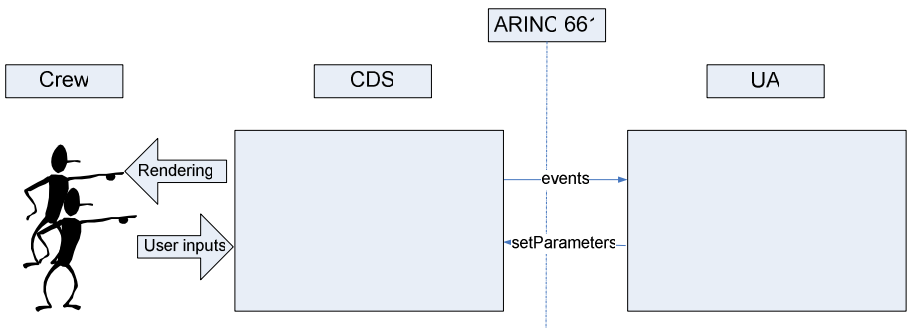 ARINC 661
Crew
CDS
UA
Rendering
events
User inputs
setParameters